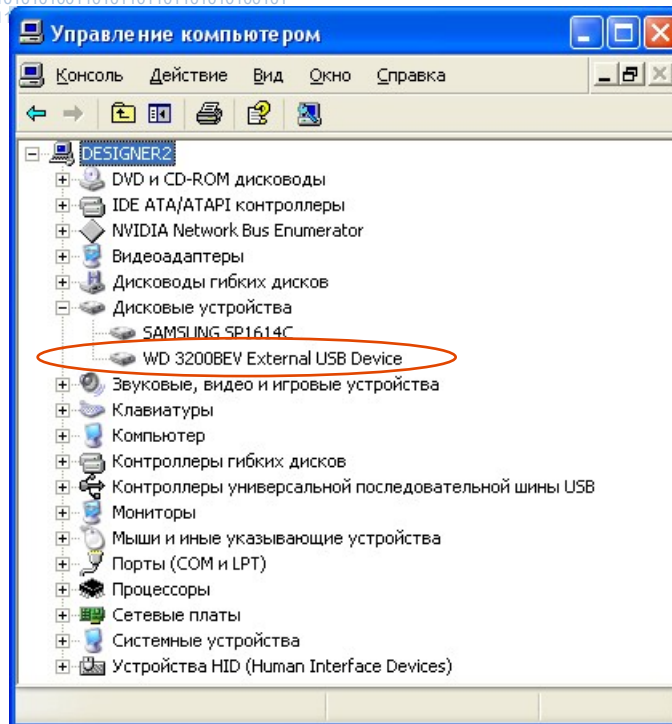 Управление компьютером
Консоль Действие Вид Окно Справка
DESIGNER2
DVD и CD-ROM дисководы
IDE ATA/ATAPI контроллеры
NVIDIA Network Bus Enumerator
Видеоадаптеры
Дисководы гибких дисков
Дисковые устройства
SAMSUNG SP1614C
WD 3200BEV External USB Device
Звуковые, видео и игровые устройства
Клавиатуры
Компьютер
Контроллеры гибких дисков
Контроллеры универсальной последовательной шины USB
Мониторы
Мыши и иные указывающие устройства
Порты (COM и LPT)
Процессоры
Сетевые платы
Системные устройства
Устройства HID (Human Interface Devices)